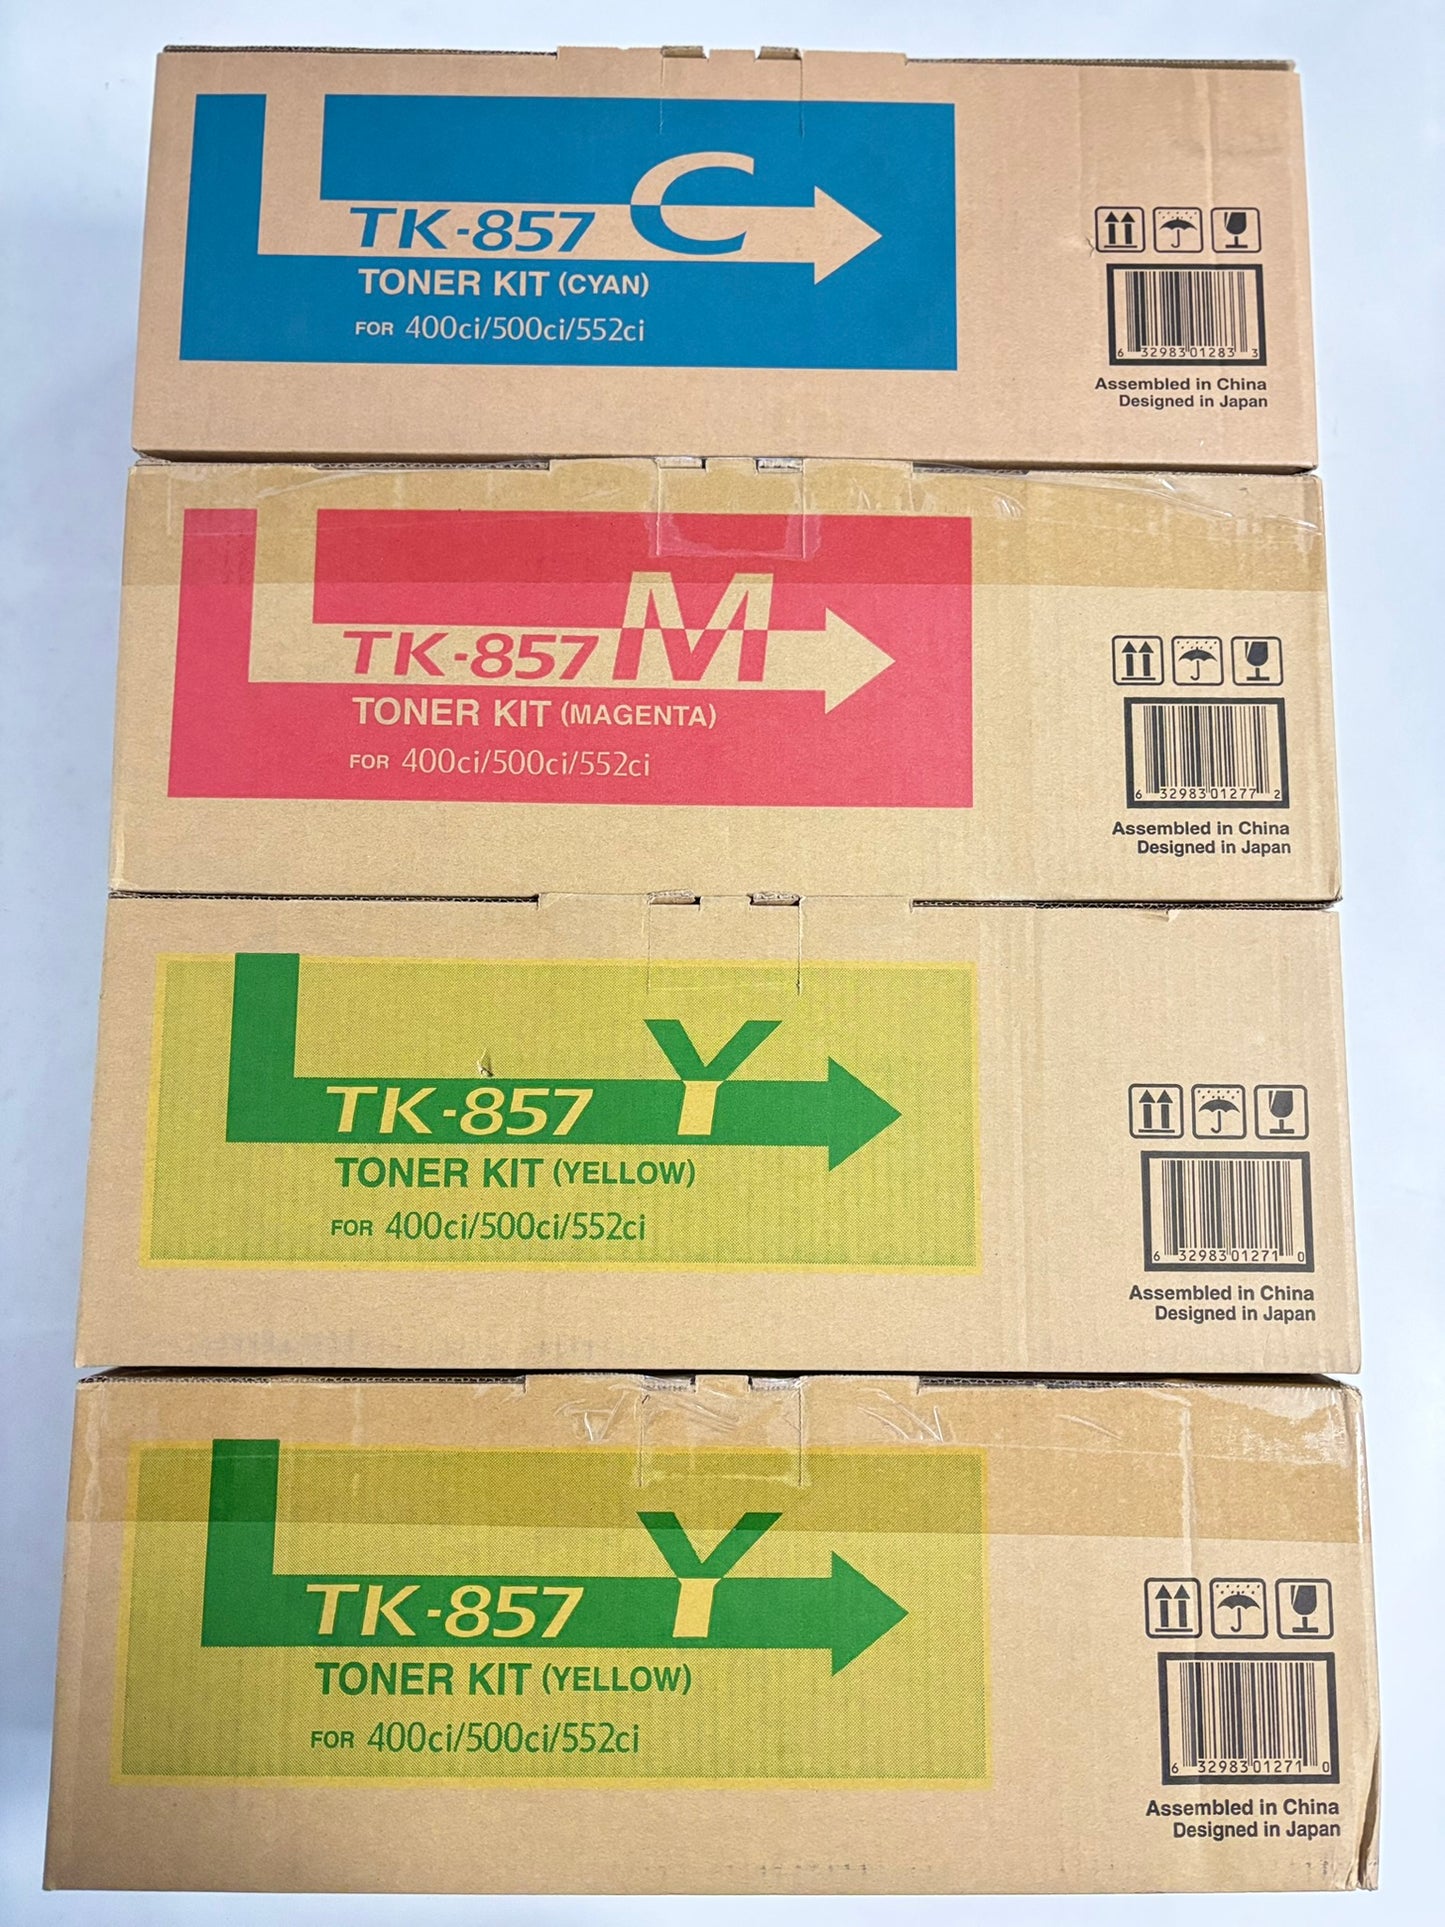 TK-857 C
TONER KIT (CYAN)
FOR 400ci/500ci/552ci
6 32983 01283 3
Assembled in China
Designed in Japan
TK-857 M
TONER KIT (MAGENTA)
FOR 400ci/500ci/552ci
6 32983 01277 2
Assembled in China
Designed in Japan
TK-857 Y
TONER KIT (YELLOW)
FOR 400ci/500ci/552ci
6 32983 01271 0
Assembled in China
Designed in Japan
TK-857 Y
TONER KIT (YELLOW)
FOR 400ci/500ci/552ci
6 32983 01271 0
Assembled in China
Designed in Japan